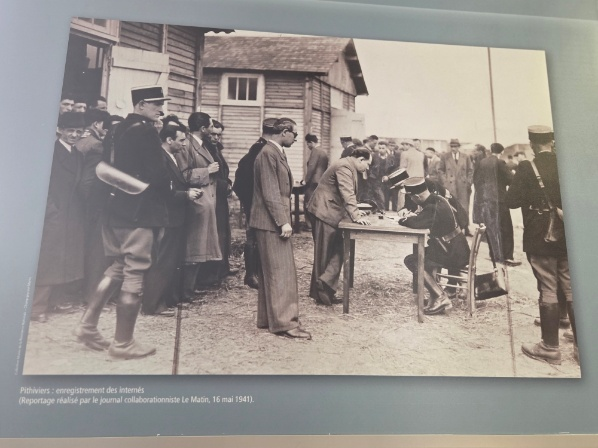 Pithiviers : enregistrement des internés
(Reportage réalisé par le journal collaborationniste Le Matin, 16 mai 1941).